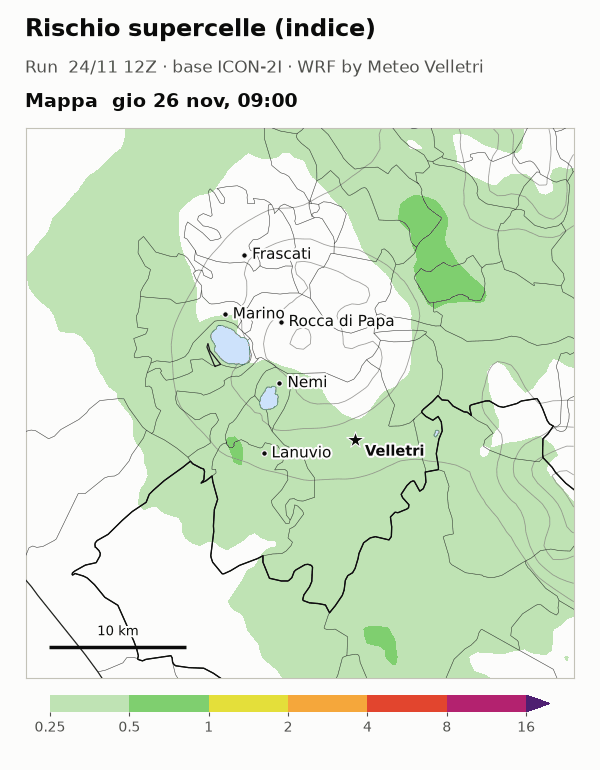 Rischio supercelle (indice)
Run  24/11 12Z · base ICON-2I · WRF by Meteo Velletri
Mappa  gio 26 nov, 09:00
Frascati
Marino
Rocca di Papa
Nemi
Velletri
Lanuvio
10 km
0.25 0.5 1 2 4 8 16